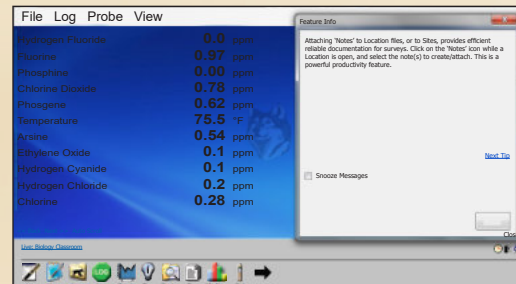 File Log Probe View
Hydrogen Fluoride 0.0 ppm
Fluorine 0.97 ppm
Phosphine 0.00 ppm
Chlorine Dioxide 0.78 ppm
Phosgene 0.62 ppm
Temperature 75.5 °F
Arsine 0.54 ppm
Ethylene Oxide 0.1 ppm
Hydrogen Cyanide 0.1 ppm
Hydrogen Chloride 0.2 ppm
Chlorine 0.28 ppm
Live: Biology Classroom
LOG
Feature Info
Attaching 'Notes' to Location files, or to Sites, provides efficient
reliable documentation for surveys. Click on the 'Notes' icon while a
Location is open, and select the note(s) to create/attach. This is a
powerful productivity feature.
Next Tip
Snooze Messages
Clos